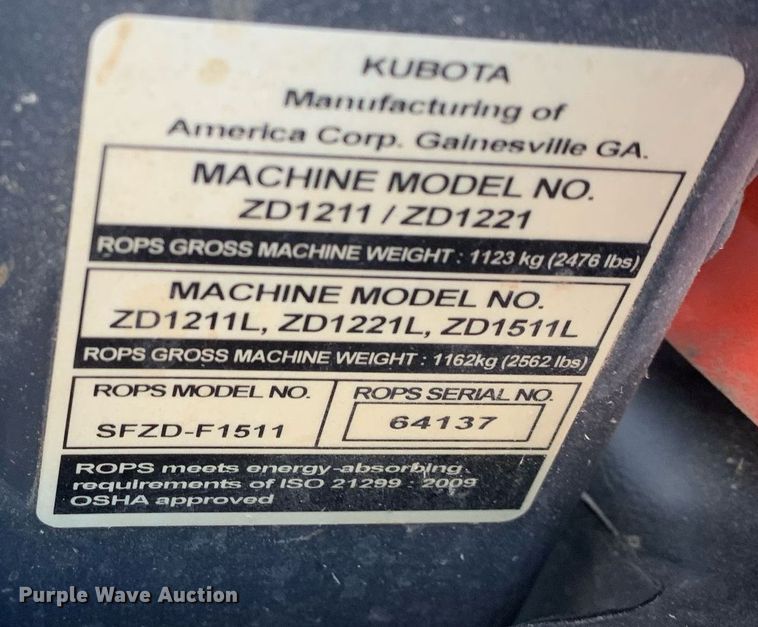 KUBOTA
Manufacturing of
America Corp. Gainesville GA.
MACHINE MODEL NO.
ZD1211 / ZD1221
ROPS GROSS MACHINE WEIGHT : 1123 kg (2476 lbs)
MACHINE MODEL NO.
ZD1211L, ZD1221L, ZD1511L
ROPS GROSS MACHINE WEIGHT : 1162kg (2562 lbs)
ROPS MODEL NO.
SFZD-F1511
ROPS SERIAL NO.
64137
ROPS meets energy-absorbing
requirements of ISO 21299 : 2009
OSHA approved
Purple Wave Auction